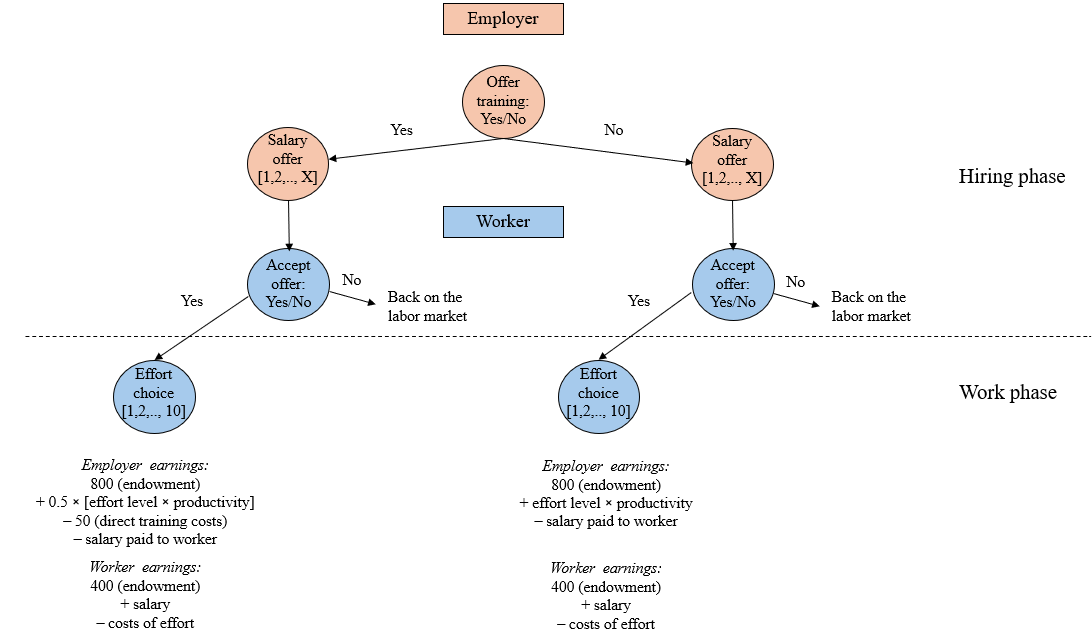 Employer
Offer
training:
Yes/No
Yes
No
Salary
offer
[1,2,.., X]
Salary
offer
[1,2,.., X]
Hiring phase
Worker
Accept
offer:
Yes/No
No
Yes
Back on the
labor market
Accept
offer:
Yes/No
No
Yes
Back on the
labor market
Effort
choice
[1,2,.., 10]
Effort
choice
[1,2,.., 10]
Work phase
Employer earnings:
800 (endowment)
+ 0.5 × [effort level × productivity]
− 50 (direct training costs)
− salary paid to worker
Worker earnings:
400 (endowment)
+ salary
− costs of effort
Employer earnings:
800 (endowment)
+ effort level × productivity
− salary paid to worker
Worker earnings:
400 (endowment)
+ salary
− costs of effort